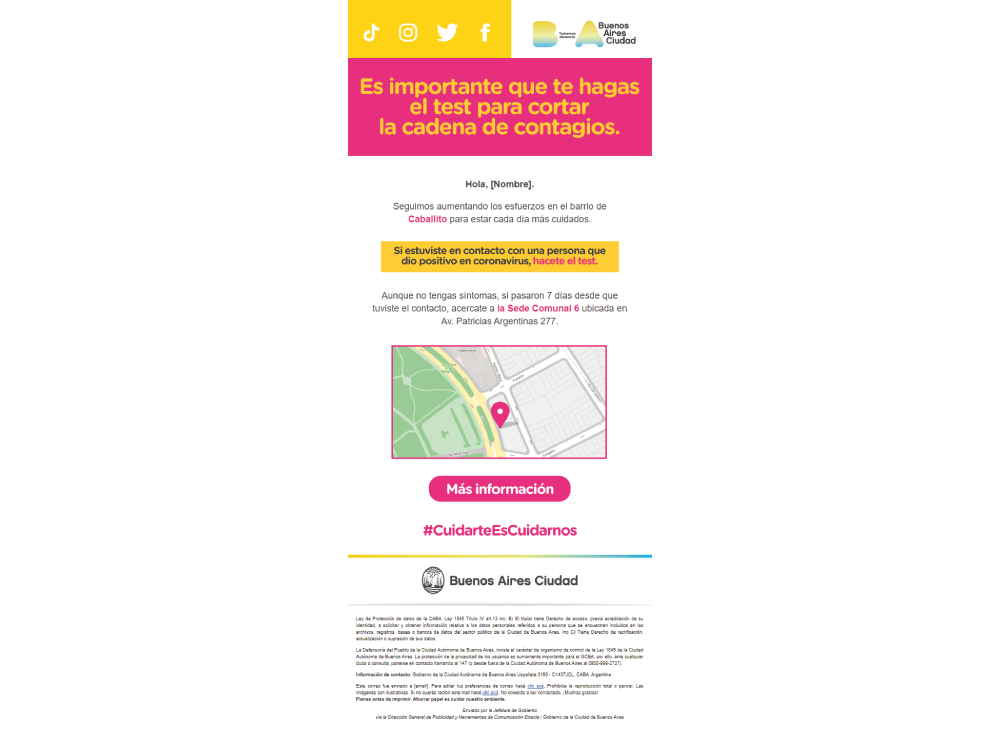 Tomemos
distancia
Buenos
Aires
Ciudad
Es importante que te hagas
el test para cortar
la cadena de contagios.
Hola, [Nombre].
Seguimos aumentando los esfuerzos en el barrio de
Caballito para estar cada día más cuidados.
Si estuviste en contacto con una persona que
dio positivo en coronavirus, hacete el test.
Aunque no tengas síntomas, si pasaron 7 días desde que
tuviste el contacto, acercate a la Sede Comunal 6 ubicada en
Av. Patricias Argentinas 277.
Más información
#CuidarteEsCuidarnos
Buenos Aires Ciudad
Ley de Protección de datos de la CABA. Ley 1845 Título IV art 13 inc. B) El titular tiene Derecho de acceso, previa acreditación de su
identidad, a solicitar y obtener información relativa a los datos personales referidos a su persona que se encuentren incluidos en los
archivos, registros, bases o bancos de datos del sector público de la Ciudad de Buenos Aires. Inc C) Tiene Derecho de rectificación,
actualización o supresión de sus datos.
La Defensoría del Pueblo de la Ciudad Autónoma de Buenos Aires, inviste el carácter de organismo de control de la Ley 1845 de la Ciudad
Autónoma de Buenos Aires. La protección de la privacidad de los usuarios es sumamente importante para el GCBA, por ello, ante cualquier
duda o consulta, ponerse en contacto llamando al 147 (o desde fuera de la Ciudad Autónoma de Buenos Aires al 0800-999-2727).
Información de contacto: Gobierno de la Ciudad Autónoma de Buenos Aires Uspallata 3160 - C1437JCL, CABA, Argentina
Este correo fue enviado a [email]. Para editar tus preferencias de correo hacé clic acá. Prohibida la reproducción total o parcial. Las
imágenes son ilustrativas. Si no querés recibir este mail hacé clic acá. No volverás a ser contactado. ¡Muchas gracias!
Piense antes de imprimir. Ahorrar papel es cuidar nuestro ambiente.
Enviado por la Jefatura de Gobierno
vía la Dirección General de Publicidad y Herramientas de Comunicación Directa | Gobierno de la Ciudad de Buenos Aires